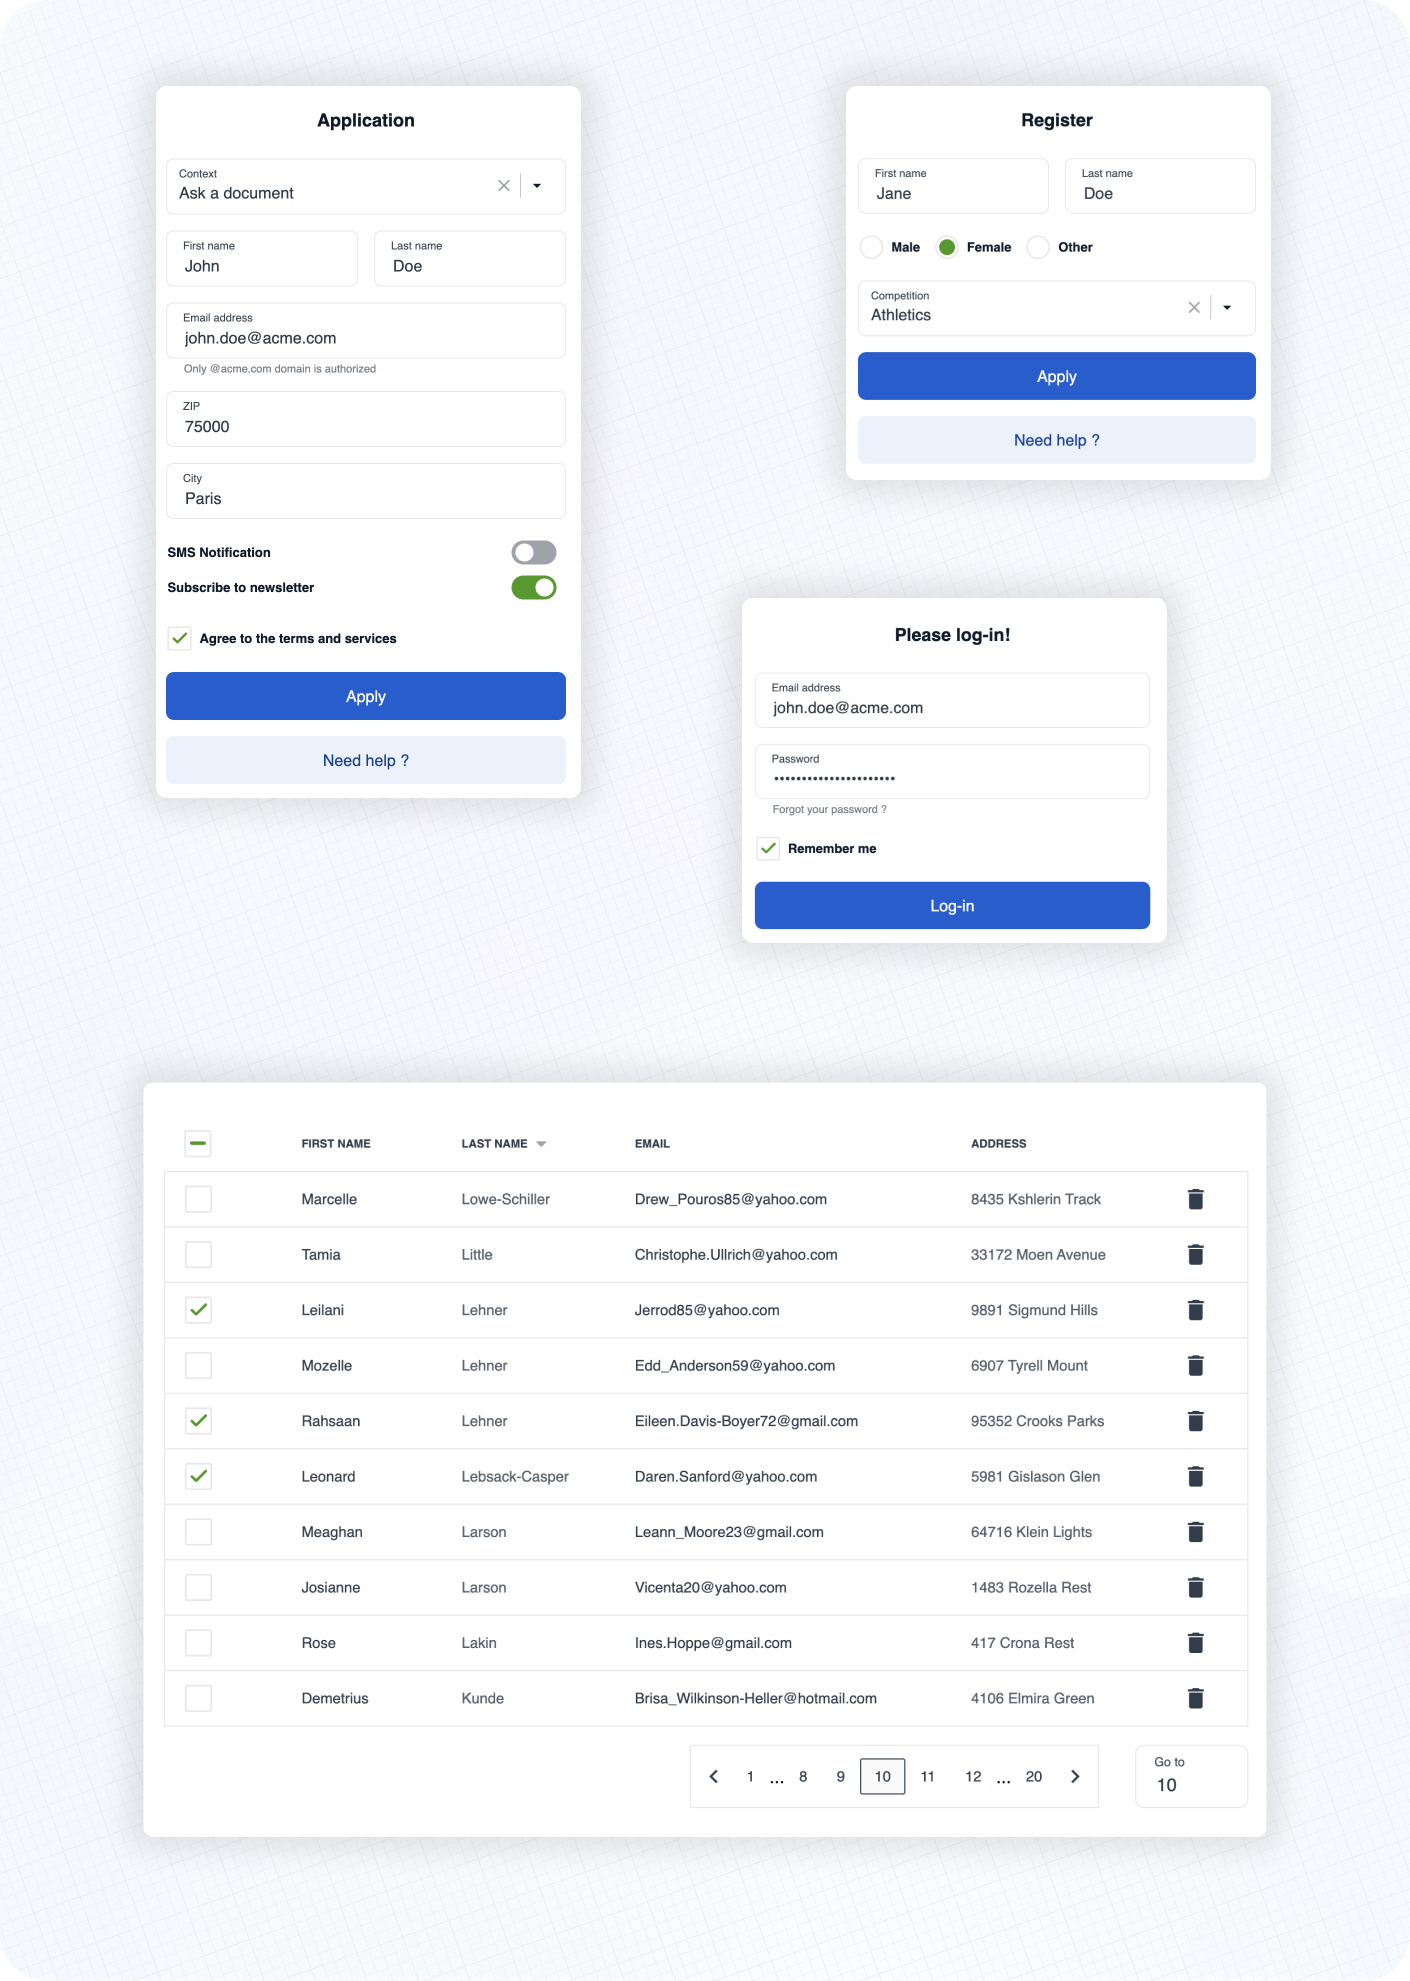 Application
Context
Ask a document
First name
John
Last name
Doe
Email address
john.doe@acme.com
Only @acme.com domain is authorized
ZIP
75000
City
Paris
SMS Notification
Subscribe to newsletter
Agree to the terms and services
Apply
Need help ?
Register
First name
Jane
Last name
Doe
Male Female Other
Competition
Athletics
Apply
Need help ?
Please log-in!
Email address
john.doe@acme.com
Password
••••••••••••••••••••••
Forgot your password ?
Remember me
Log-in
FIRST NAME LAST NAME EMAIL ADDRESS
Marcelle Lowe-Schiller Drew_Pouros85@yahoo.com 8435 Kshlerin Track
Tamia Little Christophe.Ullrich@yahoo.com 33172 Moen Avenue
Leilani Lehner Jerrod85@yahoo.com 9891 Sigmund Hills
Mozelle Lehner Edd_Anderson59@yahoo.com 6907 Tyrell Mount
Rahsaan Lehner Eileen.Davis-Boyer72@gmail.com 95352 Crooks Parks
Leonard Lebsack-Casper Daren.Sanford@yahoo.com 5981 Gislason Glen
Meaghan Larson Leann_Moore23@gmail.com 64716 Klein Lights
Josianne Larson Vicenta20@yahoo.com 1483 Rozella Rest
Rose Lakin Ines.Hoppe@gmail.com 417 Crona Rest
Demetrius Kunde Brisa_Wilkinson-Heller@hotmail.com 4106 Elmira Green
1 ... 8 9 10 11 12 ... 20
Go to
10